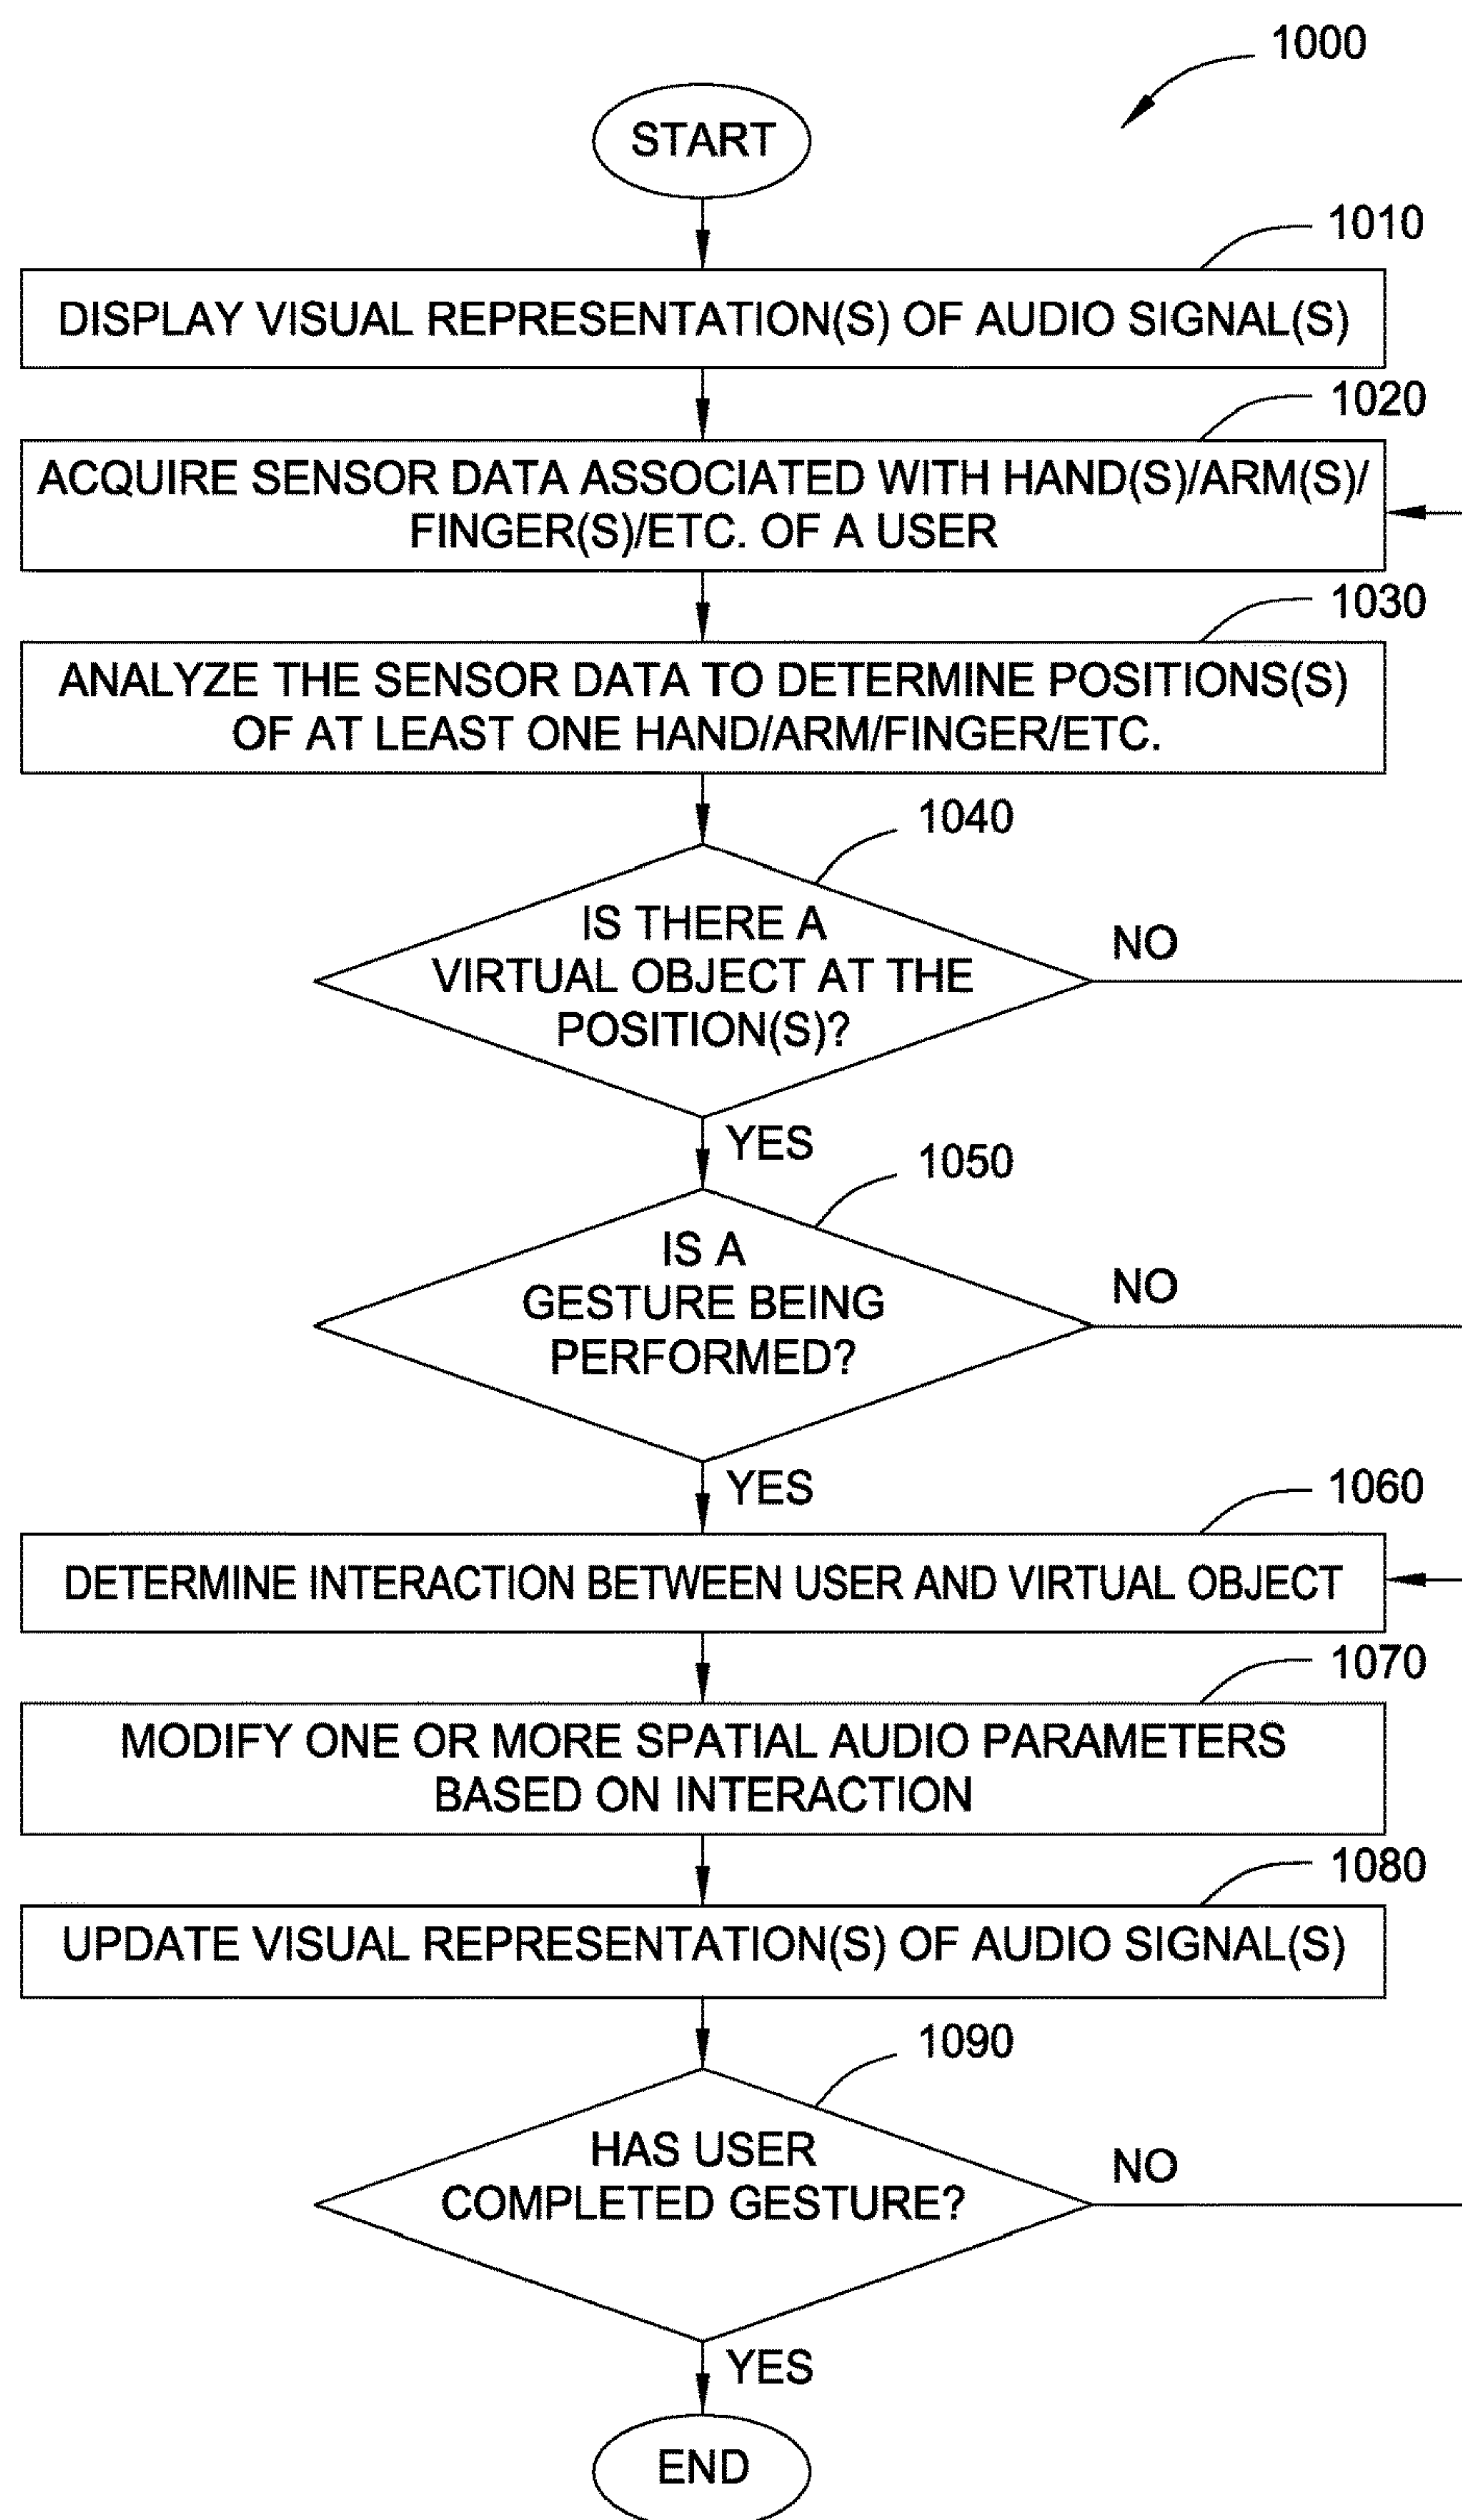 1000
START
1010
DISPLAY VISUAL REPRESENTATION(S) OF AUDIO SIGNAL(S)
1020
ACQUIRE SENSOR DATA ASSOCIATED WITH HAND(S)/ARM(S)/
FINGER(S)/ETC. OF A USER
1030
ANALYZE THE SENSOR DATA TO DETERMINE POSITIONS(S)
OF AT LEAST ONE HAND/ARM/FINGER/ETC.
1040
IS THERE A
VIRTUAL OBJECT AT THE
POSITION(S)?
NO
YES
1050
IS A
GESTURE BEING
PERFORMED?
NO
YES
1060
DETERMINE INTERACTION BETWEEN USER AND VIRTUAL OBJECT
1070
MODIFY ONE OR MORE SPATIAL AUDIO PARAMETERS
BASED ON INTERACTION
1080
UPDATE VISUAL REPRESENTATION(S) OF AUDIO SIGNAL(S)
1090
HAS USER
COMPLETED GESTURE?
NO
YES
END